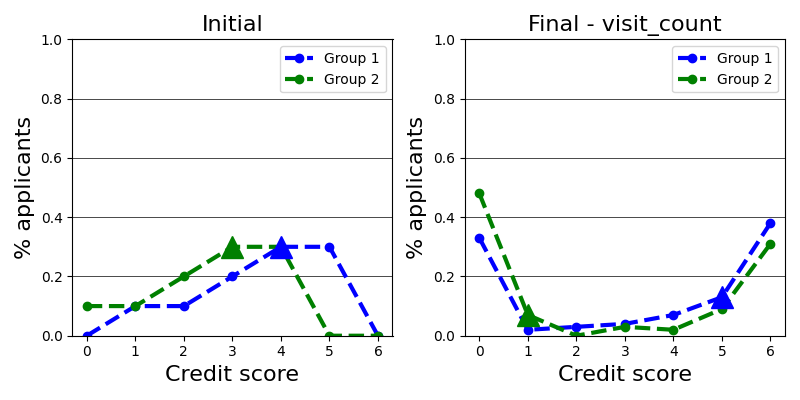 Initial
Final - visit_count
1.0
0.8
0.6
0.4
0.2
0.0
% applicants
Group 1
Group 2
0 1 2 3 4 5 6
Credit score
1.0
0.8
0.6
0.4
0.2
0.0
% applicants
Group 1
Group 2
0 1 2 3 4 5 6
Credit score